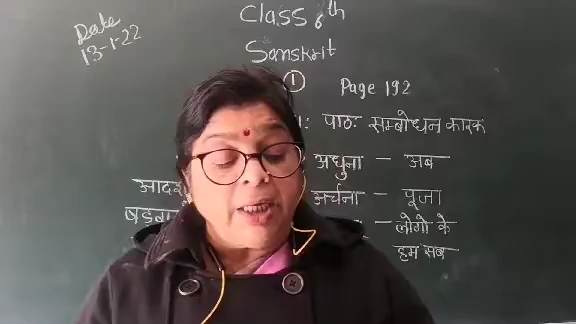 Date
13-1-22
Class 6th
Sanskrit
① Page 192
पाठः सम्बोधन कारक
अधुना - अब
अर्चना - पूजा
- लोगो के
हम सब